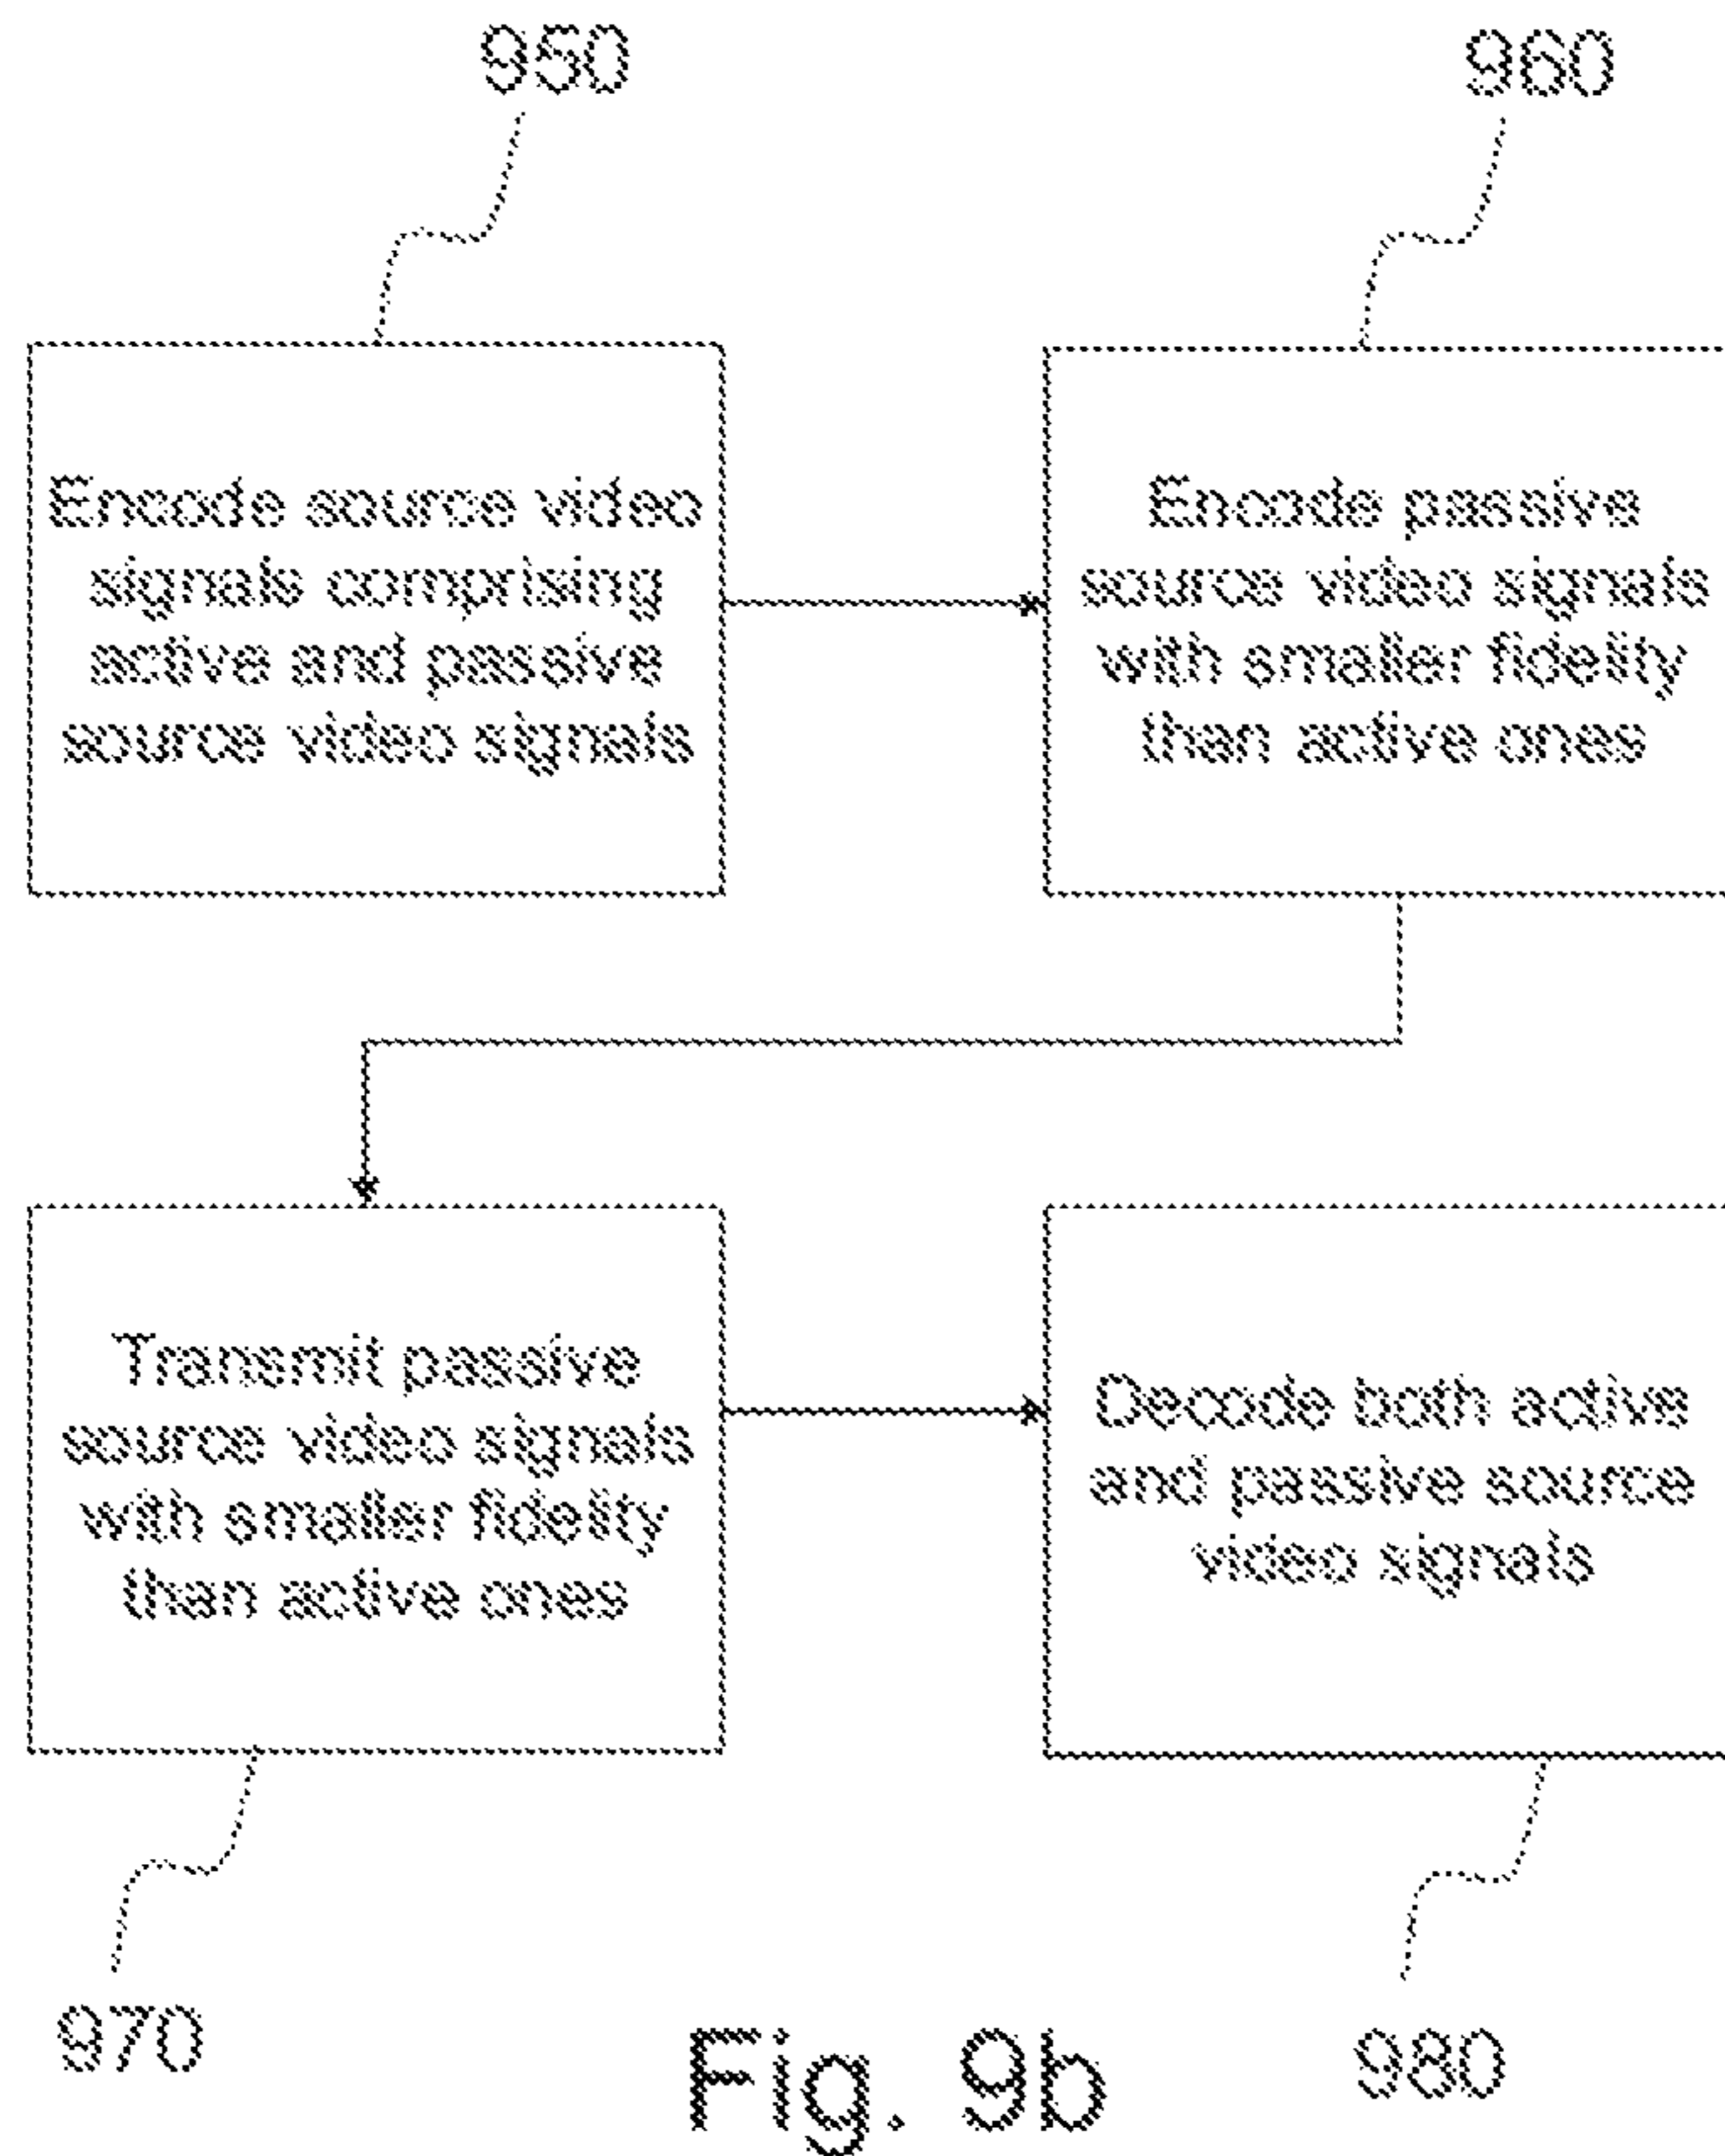 950
960
Encode source video
signals comprising
active and passive
source video signals
Encode passive
source video signals
with smaller fidelity
than active ones
Transmit passive
source video signals
with smaller fidelity
than active ones
Decode both active
and passive source
video signals
970
980
Fig. 9b